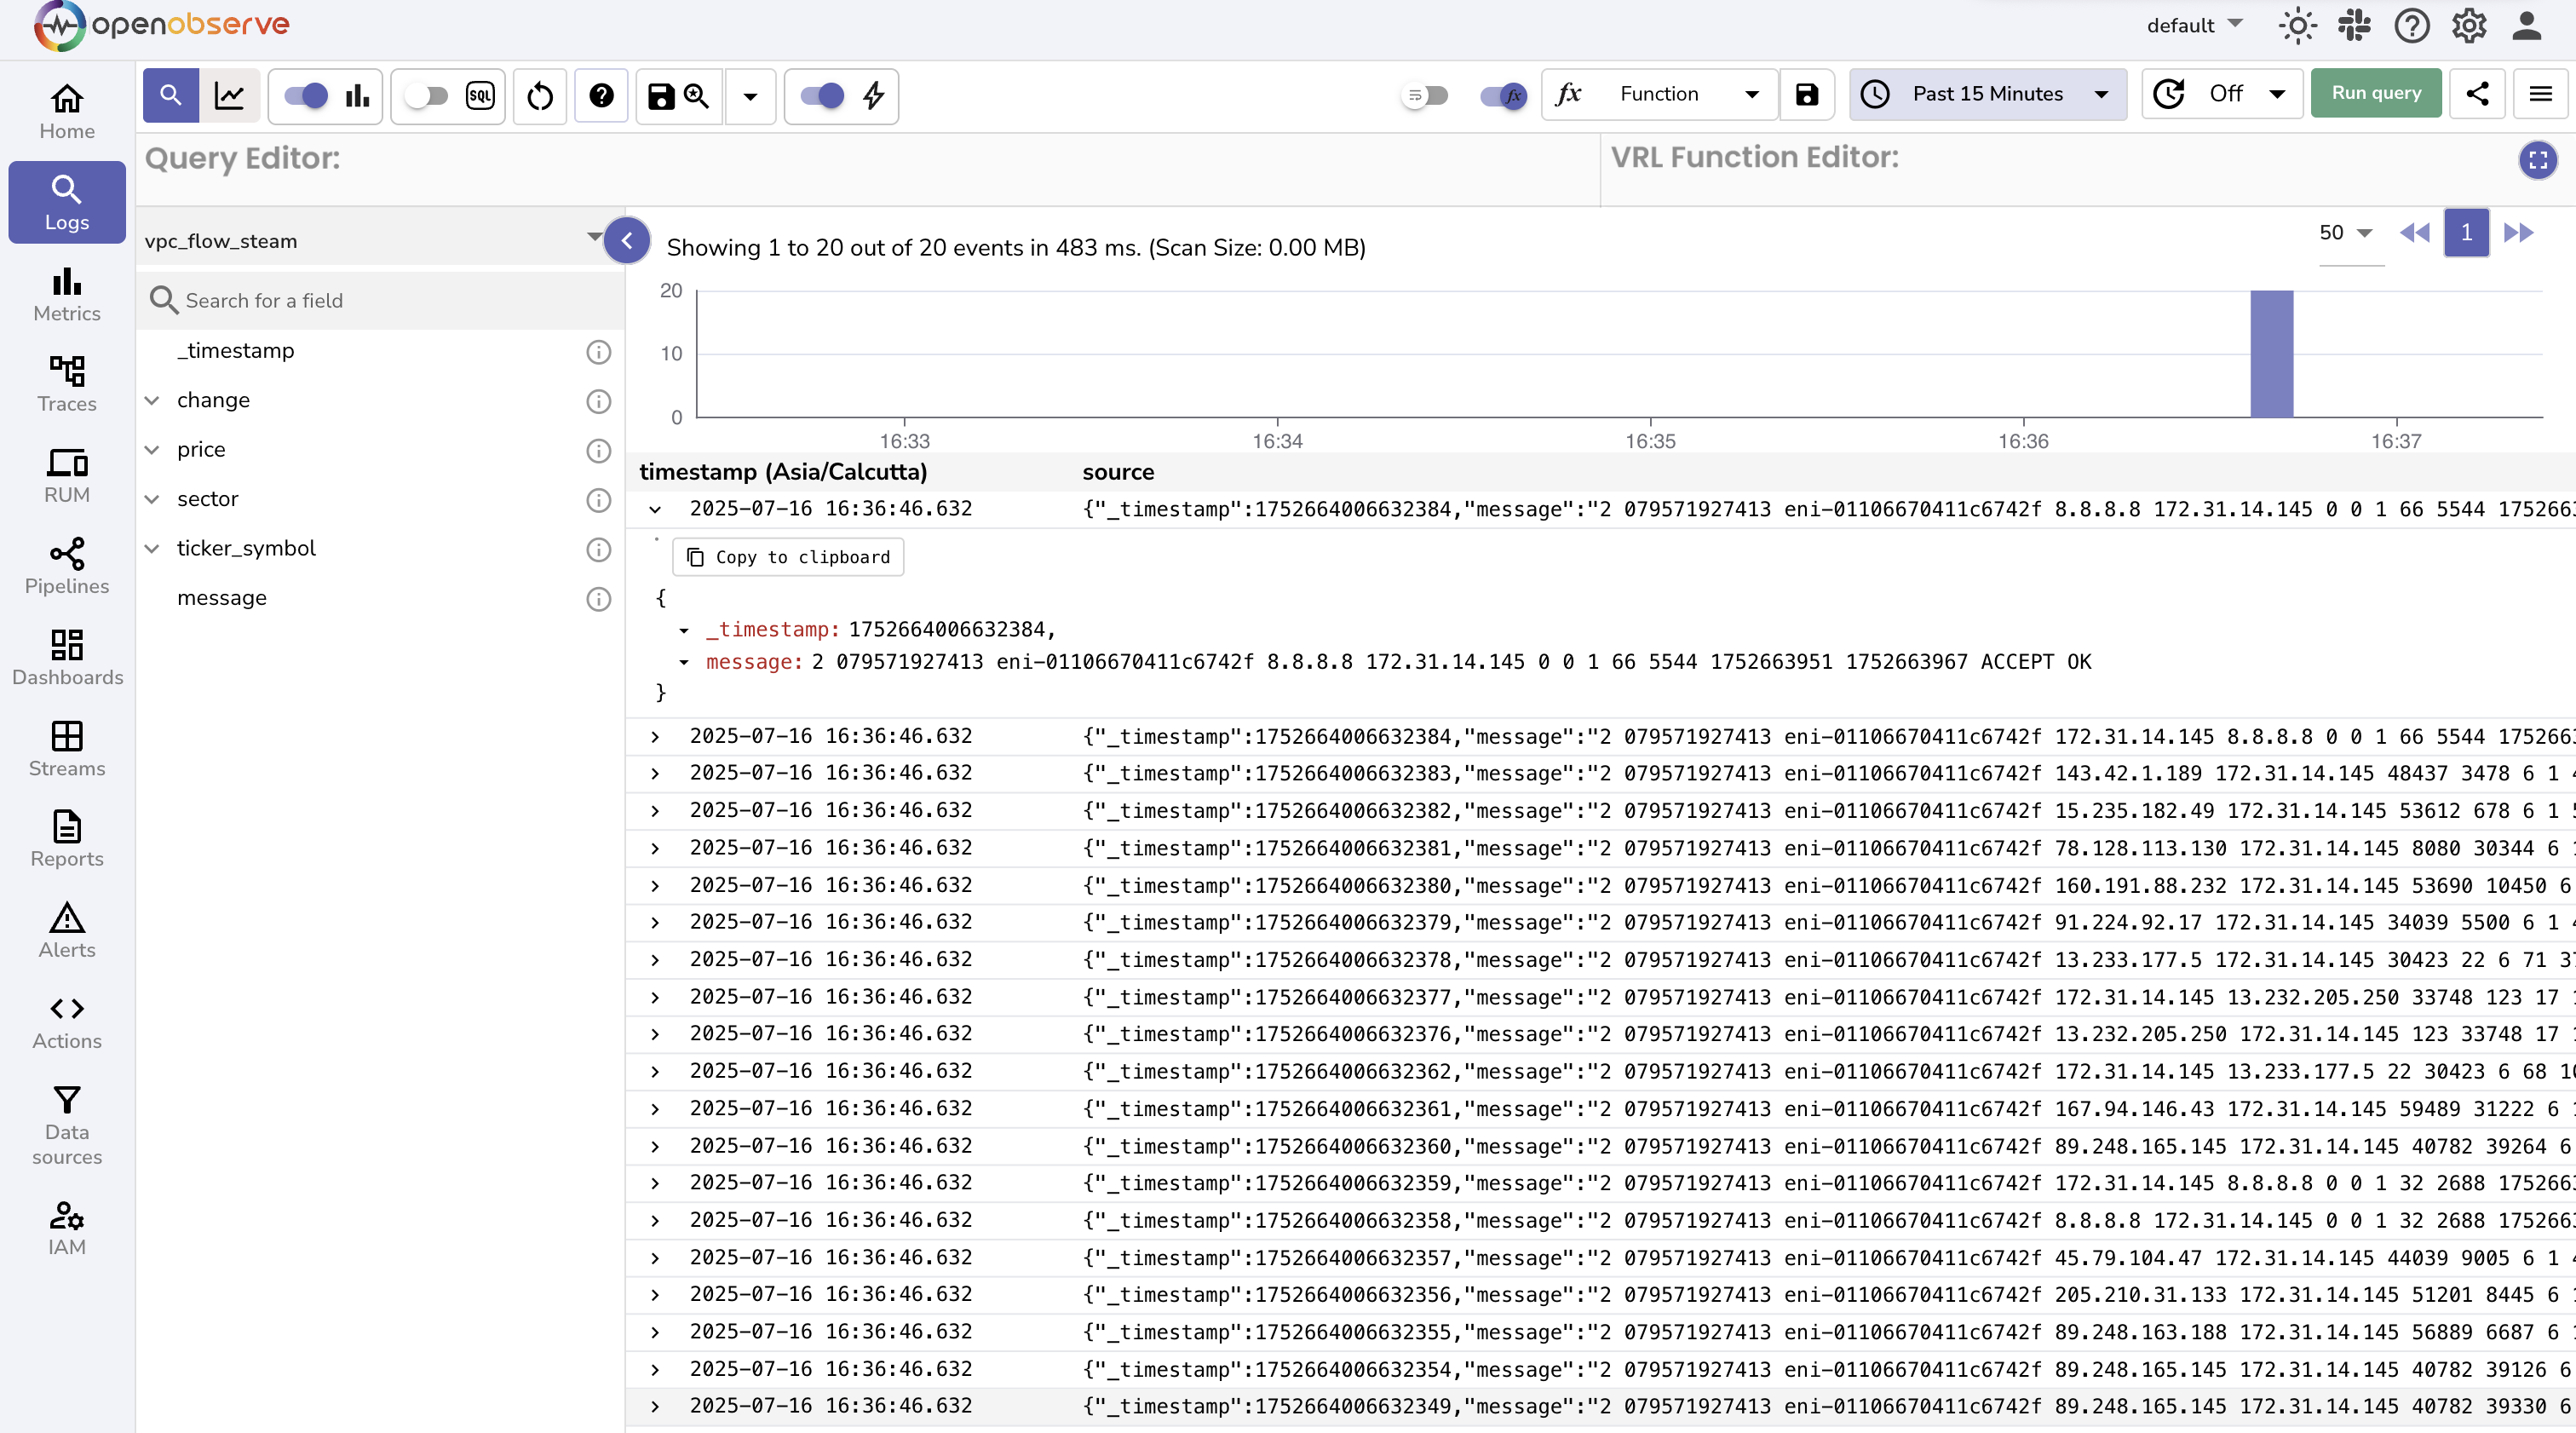 openobserve
default
SQL
fx
fx Function
Past 15 Minutes
Off
Run query
Home
Logs
Metrics
Traces
RUM
Pipelines
Dashboards
Streams
Reports
Alerts
Actions
Data
sources
IAM
Query Editor:
VRL Function Editor:
vpc_flow_steam
Search for a field
_timestamp
change
price
sector
ticker_symbol
message
Showing 1 to 20 out of 20 events in 483 ms. (Scan Size: 0.00 MB)
50
1
20
10
0
16:33 16:34 16:35 16:36 16:37
timestamp (Asia/Calcutta) source
2025-07-16 16:36:46.632 {"_timestamp":1752664006632384,"message":"2 079571927413 eni-01106670411c6742f 8.8.8.8 172.31.14.145 0 0 1 66 5544 175266
Copy to clipboard
{
_timestamp: 1752664006632384,
message: 2 079571927413 eni-01106670411c6742f 8.8.8.8 172.31.14.145 0 0 1 66 5544 1752663951 1752663967 ACCEPT OK
}
2025-07-16 16:36:46.632 {"_timestamp":1752664006632384,"message":"2 079571927413 eni-01106670411c6742f 172.31.14.145 8.8.8.8 0 0 1 66 5544 175266
2025-07-16 16:36:46.632 {"_timestamp":1752664006632383,"message":"2 079571927413 eni-01106670411c6742f 143.42.1.189 172.31.14.145 48437 3478 6 1
2025-07-16 16:36:46.632 {"_timestamp":1752664006632382,"message":"2 079571927413 eni-01106670411c6742f 15.235.182.49 172.31.14.145 53612 678 6 1
2025-07-16 16:36:46.632 {"_timestamp":1752664006632381,"message":"2 079571927413 eni-01106670411c6742f 78.128.113.130 172.31.14.145 8080 30344 6
2025-07-16 16:36:46.632 {"_timestamp":1752664006632380,"message":"2 079571927413 eni-01106670411c6742f 160.191.88.232 172.31.14.145 53690 10450 6
2025-07-16 16:36:46.632 {"_timestamp":1752664006632379,"message":"2 079571927413 eni-01106670411c6742f 91.224.92.17 172.31.14.145 34039 5500 6 1
2025-07-16 16:36:46.632 {"_timestamp":1752664006632378,"message":"2 079571927413 eni-01106670411c6742f 13.233.177.5 172.31.14.145 30423 22 6 71
2025-07-16 16:36:46.632 {"_timestamp":1752664006632377,"message":"2 079571927413 eni-01106670411c6742f 172.31.14.145 13.232.205.250 33748 123 17
2025-07-16 16:36:46.632 {"_timestamp":1752664006632376,"message":"2 079571927413 eni-01106670411c6742f 13.232.205.250 172.31.14.145 123 33748 17
2025-07-16 16:36:46.632 {"_timestamp":1752664006632362,"message":"2 079571927413 eni-01106670411c6742f 172.31.14.145 13.233.177.5 22 30423 6 68
2025-07-16 16:36:46.632 {"_timestamp":1752664006632361,"message":"2 079571927413 eni-01106670411c6742f 167.94.146.43 172.31.14.145 59489 31222 6
2025-07-16 16:36:46.632 {"_timestamp":1752664006632360,"message":"2 079571927413 eni-01106670411c6742f 89.248.165.145 172.31.14.145 40782 39264 6
2025-07-16 16:36:46.632 {"_timestamp":1752664006632359,"message":"2 079571927413 eni-01106670411c6742f 172.31.14.145 8.8.8.8 0 0 1 32 2688 175266
2025-07-16 16:36:46.632 {"_timestamp":1752664006632358,"message":"2 079571927413 eni-01106670411c6742f 8.8.8.8 172.31.14.145 0 0 1 32 2688 175266
2025-07-16 16:36:46.632 {"_timestamp":1752664006632357,"message":"2 079571927413 eni-01106670411c6742f 45.79.104.47 172.31.14.145 44039 9005 6 1
2025-07-16 16:36:46.632 {"_timestamp":1752664006632356,"message":"2 079571927413 eni-01106670411c6742f 205.210.31.133 172.31.14.145 51201 8445 6
2025-07-16 16:36:46.632 {"_timestamp":1752664006632355,"message":"2 079571927413 eni-01106670411c6742f 89.248.163.188 172.31.14.145 56889 6687 6
2025-07-16 16:36:46.632 {"_timestamp":1752664006632354,"message":"2 079571927413 eni-01106670411c6742f 89.248.165.145 172.31.14.145 40782 39126 6
2025-07-16 16:36:46.632 {"_timestamp":1752664006632349,"message":"2 079571927413 eni-01106670411c6742f 89.248.165.145 172.31.14.145 40782 39330 6